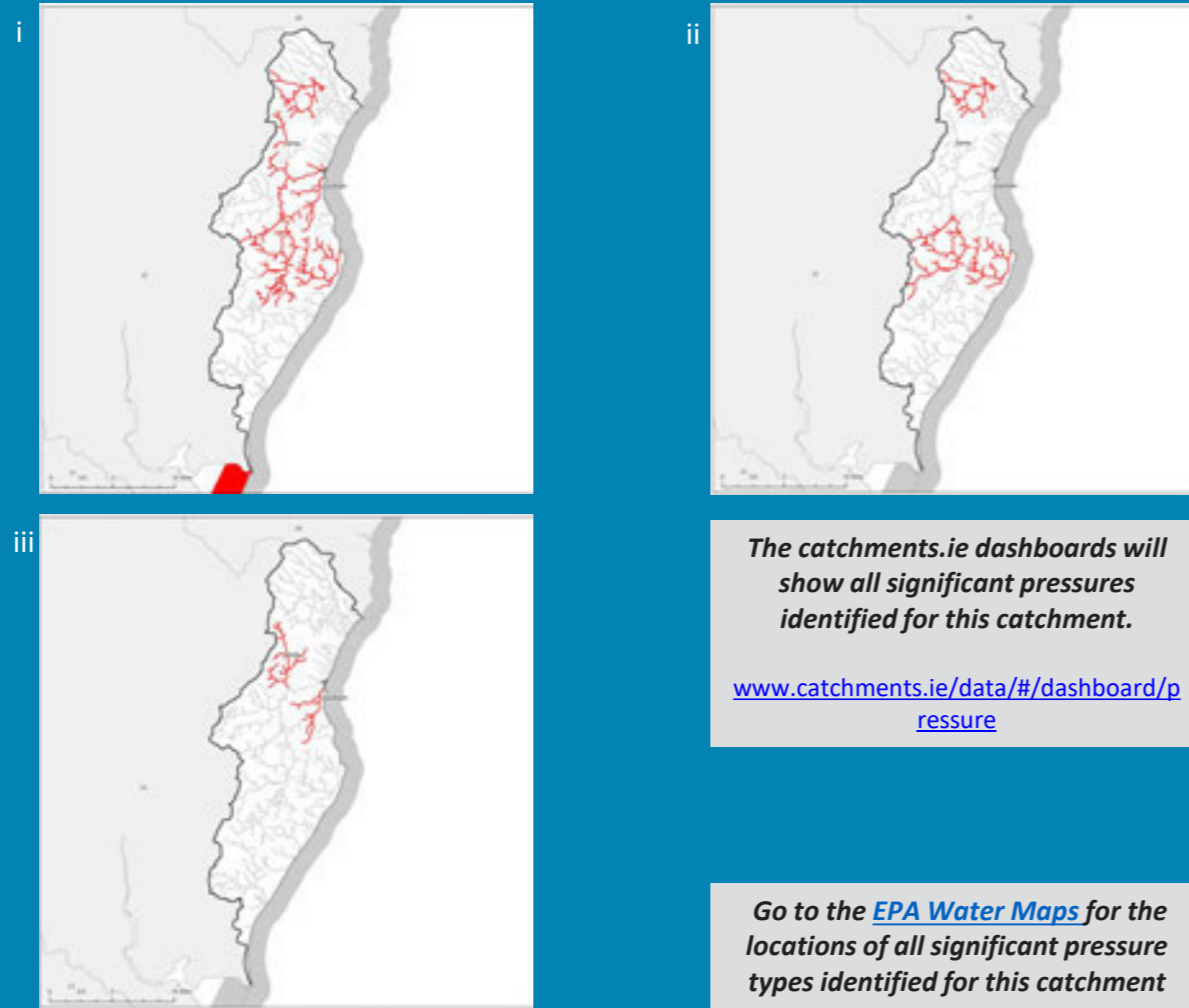 i
ii
iii
The catchments.ie dashboards will
show all significant pressures
identified for this catchment.
www.catchments.ie/data/#/dashboard/p
ressure
Go to the EPA Water Maps for the
locations of all significant pressure
types identified for this catchment